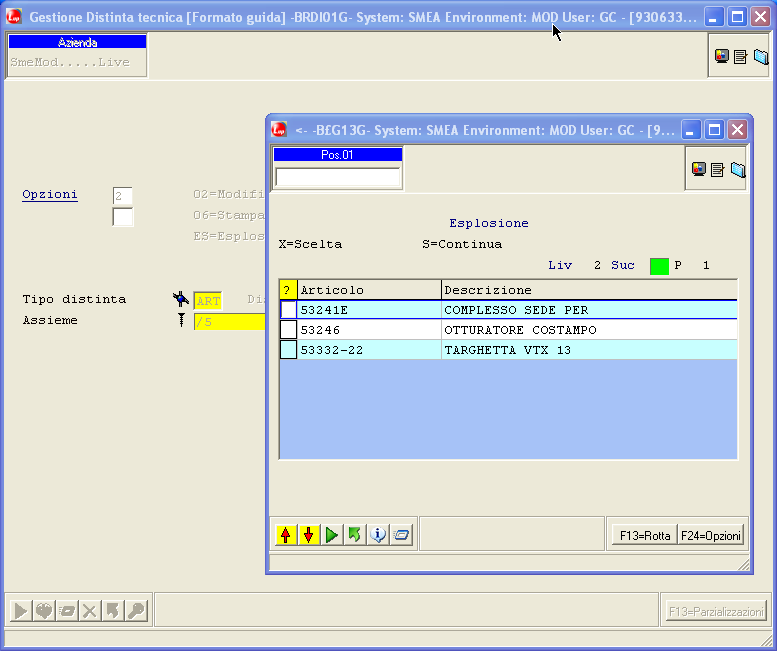 Gestione Distinta tecnica [Formato guida] -BRDI01G- System: SMEA Environment: MOD User: GC - [930633...
Azienda
SmeMod.....Live
Opzioni
2
02=Modifi
06=Stampa
ES=Esplos
Tipo distinta
ART
Di
Assieme
/5
<- -B£G13G- System: SMEA Environment: MOD User: GC - [9...
Pos.01
Esplosione
X=Scelta
S=Continua
Liv 2 Suc P 1
? Articolo Descrizione
53241E COMPLESSO SEDE PER
53246 OTTURATORE COSTAMPO
53332-22 TARGHETTA VTX 13
F13=Rotta F24=Opzioni
F13=Parzializzazioni